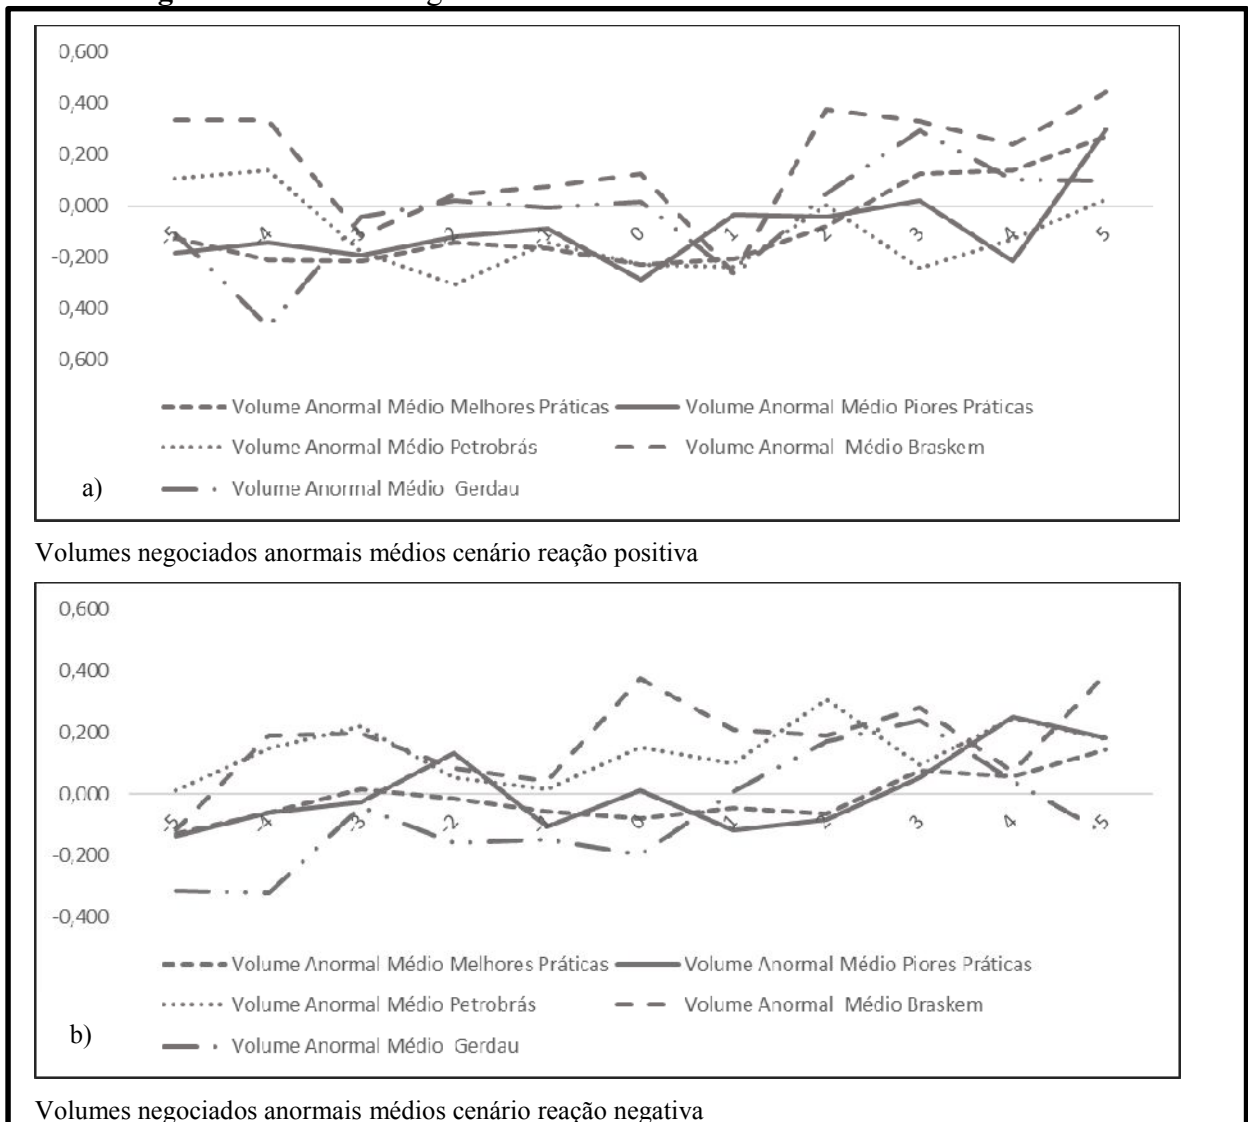 0,600
0,400
0,200
0,000
-5 -4 -3 -2 -1 0 1 2 3 4 5
-0,200
0,400
0,600
Volume Anormal Médio Melhores Práticas Volume Anormal Médio Piores Práticas
Volume Anormal Médio Petrobrás Volume Anormal Médio Braskem
a) Volume Anormal Médio Gerdau
Volumes negociados anormais médios cenário reação positiva
0,600
0,400
0,200
0,000
-5 -4 -3 -2 -1 0 1 2 3 4 5
-0,200
-0,400
Volume Anormal Médio Melhores Práticas Volume Anormal Médio Piores Práticas
Volume Anormal Médio Petrobrás Volume Anormal Médio Braskem
b) Volume Anormal Médio Gerdau
Volumes negociados anormais médios cenário reação negativa